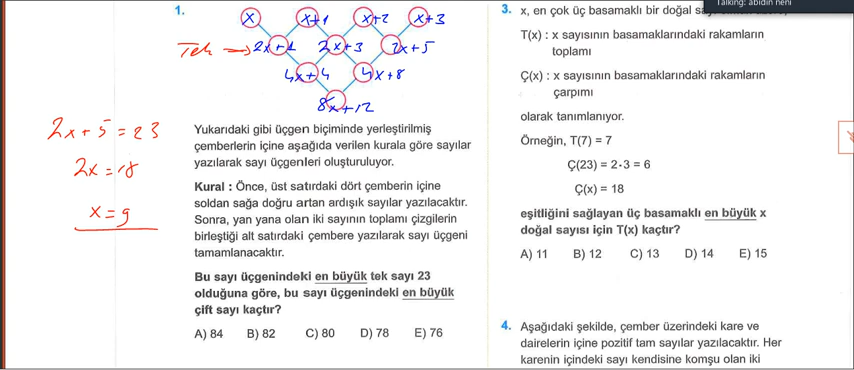 Talking: abidin heni
1.
x x+1 x+2 x+3
Tek → 2x+1 2x+3 2x+5
4x+4 4x+8
8x+12
2x+5=23
2x=18
x=9
Yukarıdaki gibi üçgen biçiminde yerleştirilmiş
çemberlerin içine aşağıda verilen kurala göre sayılar
yazılarak sayı üçgenleri oluşturuluyor.
Kural : Önce, üst satırdaki dört çemberin içine
soldan sağa doğru artan ardışık sayılar yazılacaktır.
Sonra, yan yana olan iki sayının toplamı çizgilerin
birleştiği alt satırdaki çembere yazılarak sayı üçgeni
tamamlanacaktır.
Bu sayı üçgenindeki en büyük tek sayı 23
olduğuna göre, bu sayı üçgenindeki en büyük
çift sayı kaçtır?
A) 84 B) 82 C) 80 D) 78 E) 76
3. x, en çok üç basamaklı bir doğal
T(x) : x sayısının basamaklarındaki rakamların
toplamı
Ç(x) : x sayısının basamaklarındaki rakamların
çarpımı
olarak tanımlanıyor.
Örneğin, T(7) = 7
Ç(23) = 2·3 = 6
Ç(x) = 18
eşitliğini sağlayan üç basamaklı en büyük x
doğal sayısı için T(x) kaçtır?
A) 11 B) 12 C) 13 D) 14 E) 15
4. Aşağıdaki şekilde, çember üzerindeki kare ve
dairelerin içine pozitif tam sayılar yazılacaktır. Her
karenin içindeki sayı kendisine komşu olan iki